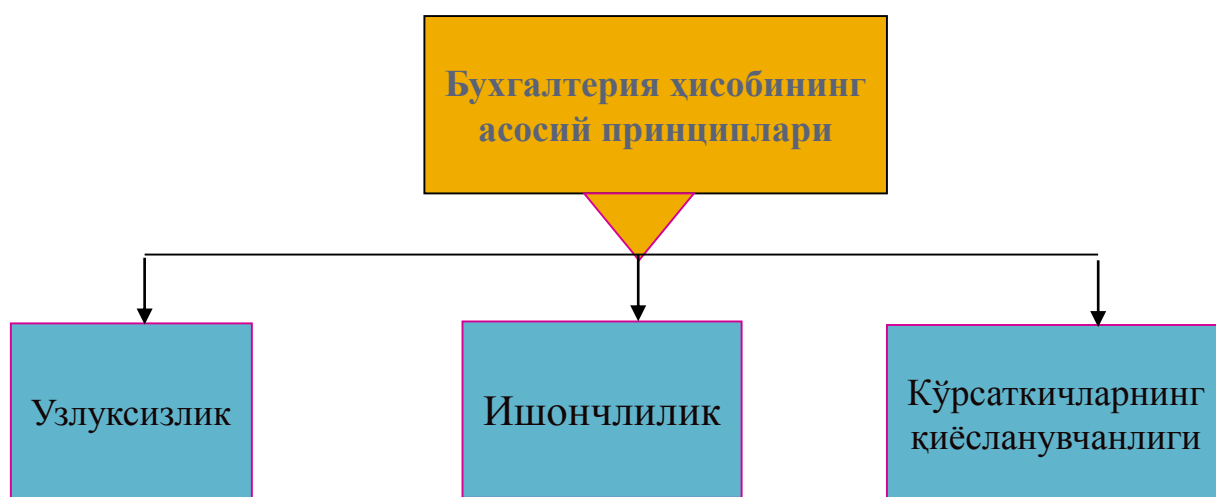 Бухгалтерия ҳисобининг
асосий принциплари
Узлуксизлик
Ишончлилик
Кўрсаткичларнинг
қиёсланувчанлиги